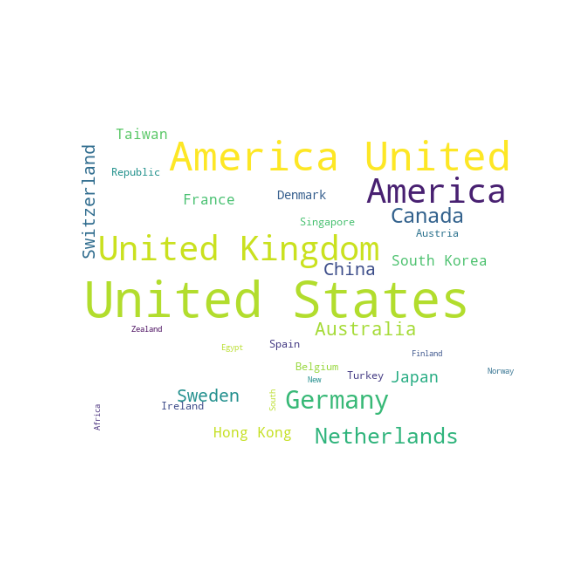 Taiwan
America United
Switzerland
Republic
America
France
Denmark
Canada
Singapore
Austria
United Kingdom
South Korea
China
United States
Australia
Zealand
Egypt
Spain
Finland
Belgium
Norway
New
Turkey
Japan
Sweden
South
Germany
Ireland
Africa
Hong Kong
Netherlands